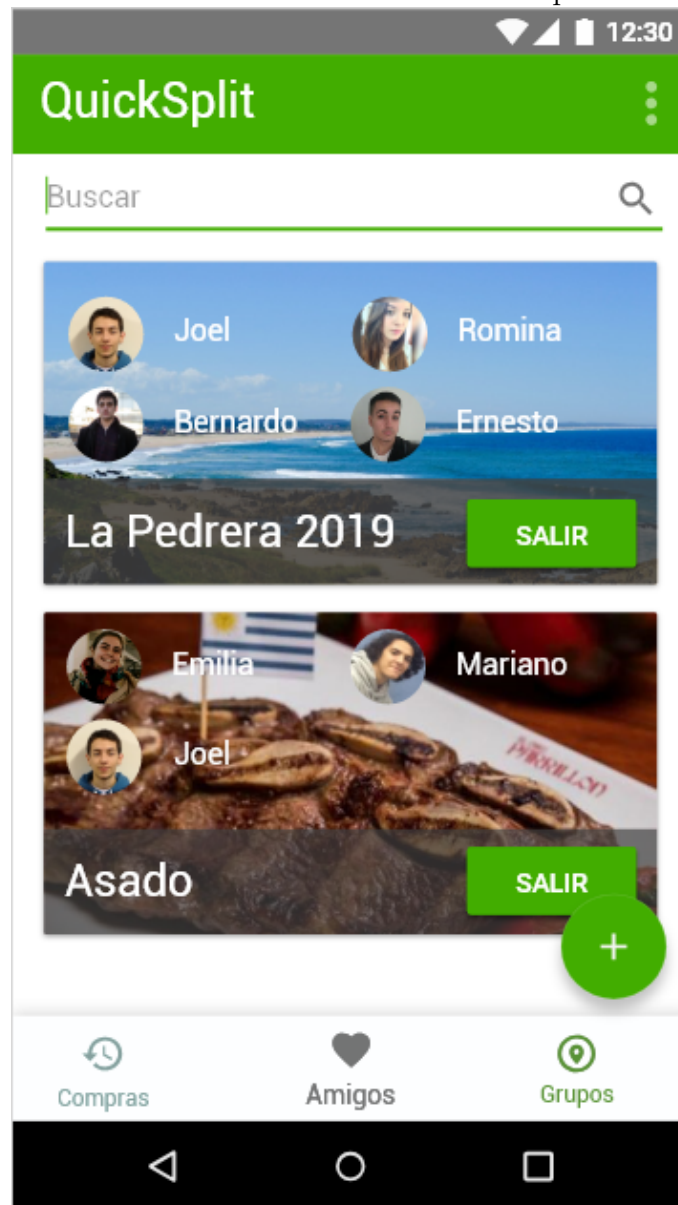 12:30
QuickSplit
Buscar
Joel Romina
Bernardo Ernesto
La Pedrera 2019 SALIR
Emilia Mariano
Joel
PARRILLON
Asado SALIR
Compras Amigos Grupos